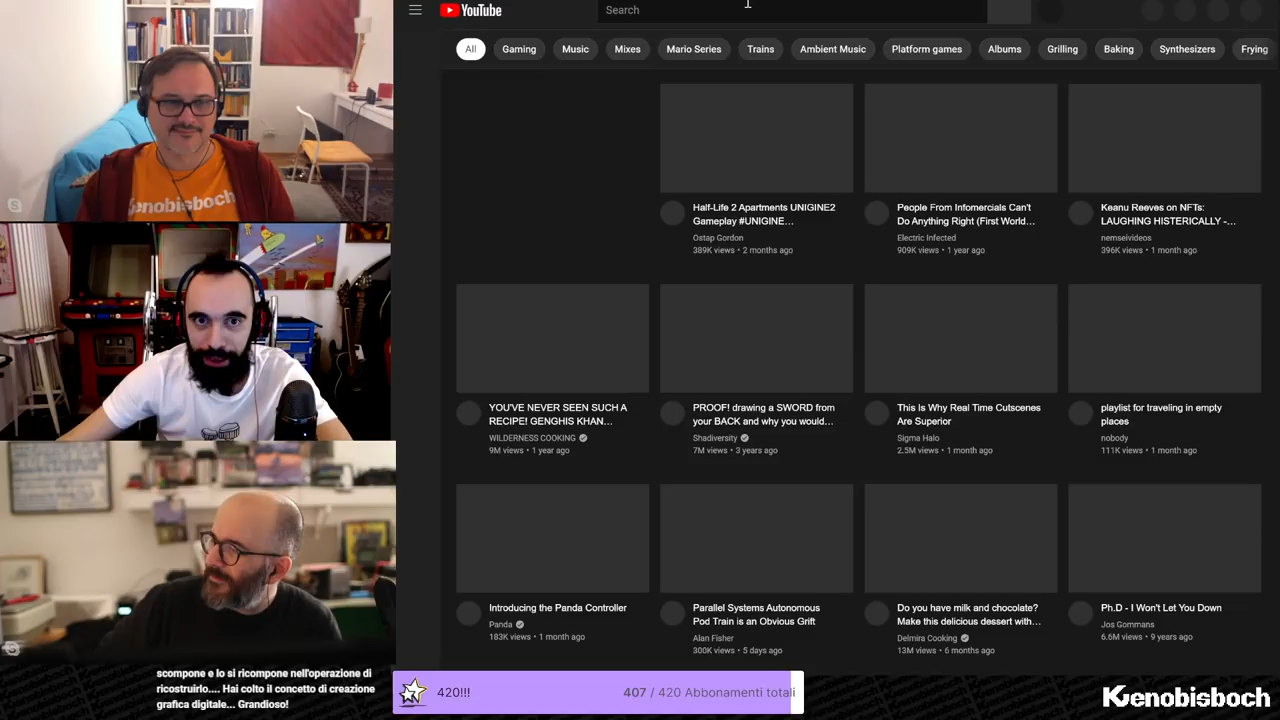 YouTube
Search
All
Gaming
Music
Mixes
Mario Series
Trains
Ambient Music
Platform games
Albums
Grilling
Baking
Synthesizers
Frying
Half-Life 2 Apartments UNIGINE2
Gameplay #UNIGINE…
Ostap Gordon
389K views • 2 months ago
People From Infomercials Can't
Do Anything Right (First World…
Electric Infected
909K views • 1 year ago
Keanu Reeves on NFTs:
LAUGHING HISTERICALLY -…
nemseivideos
396K views • 1 month ago
YOU'VE NEVER SEEN SUCH A
RECIPE! GENGHIS KHAN…
WILDERNESS COOKING
9M views • 1 year ago
PROOF! drawing a SWORD from
your BACK and why you would…
Shadiversity
7M views • 3 years ago
This Is Why Real Time Cutscenes
Are Superior
Sigma Halo
2.5M views • 1 month ago
playlist for traveling in empty
places
nobody
111K views • 1 month ago
Introducing the Panda Controller
Panda
183K views • 1 month ago
Parallel Systems Autonomous
Pod Train is an Obvious Grift
Alan Fisher
300K views • 5 days ago
Do you have milk and chocolate?
Make this delicious dessert with…
Delmira Cooking
13M views • 6 months ago
Ph.D - I Won't Let You Down
Jos Gommans
6.6M views • 9 years ago
Kenobisboch
scompone e lo si ricompone nell'operazione di
ricostruirlo.... Hai colto il concetto di creazione
grafica digitale... Grandioso!
420!!!
407 / 420 Abbonamenti totali
Kenobisboch